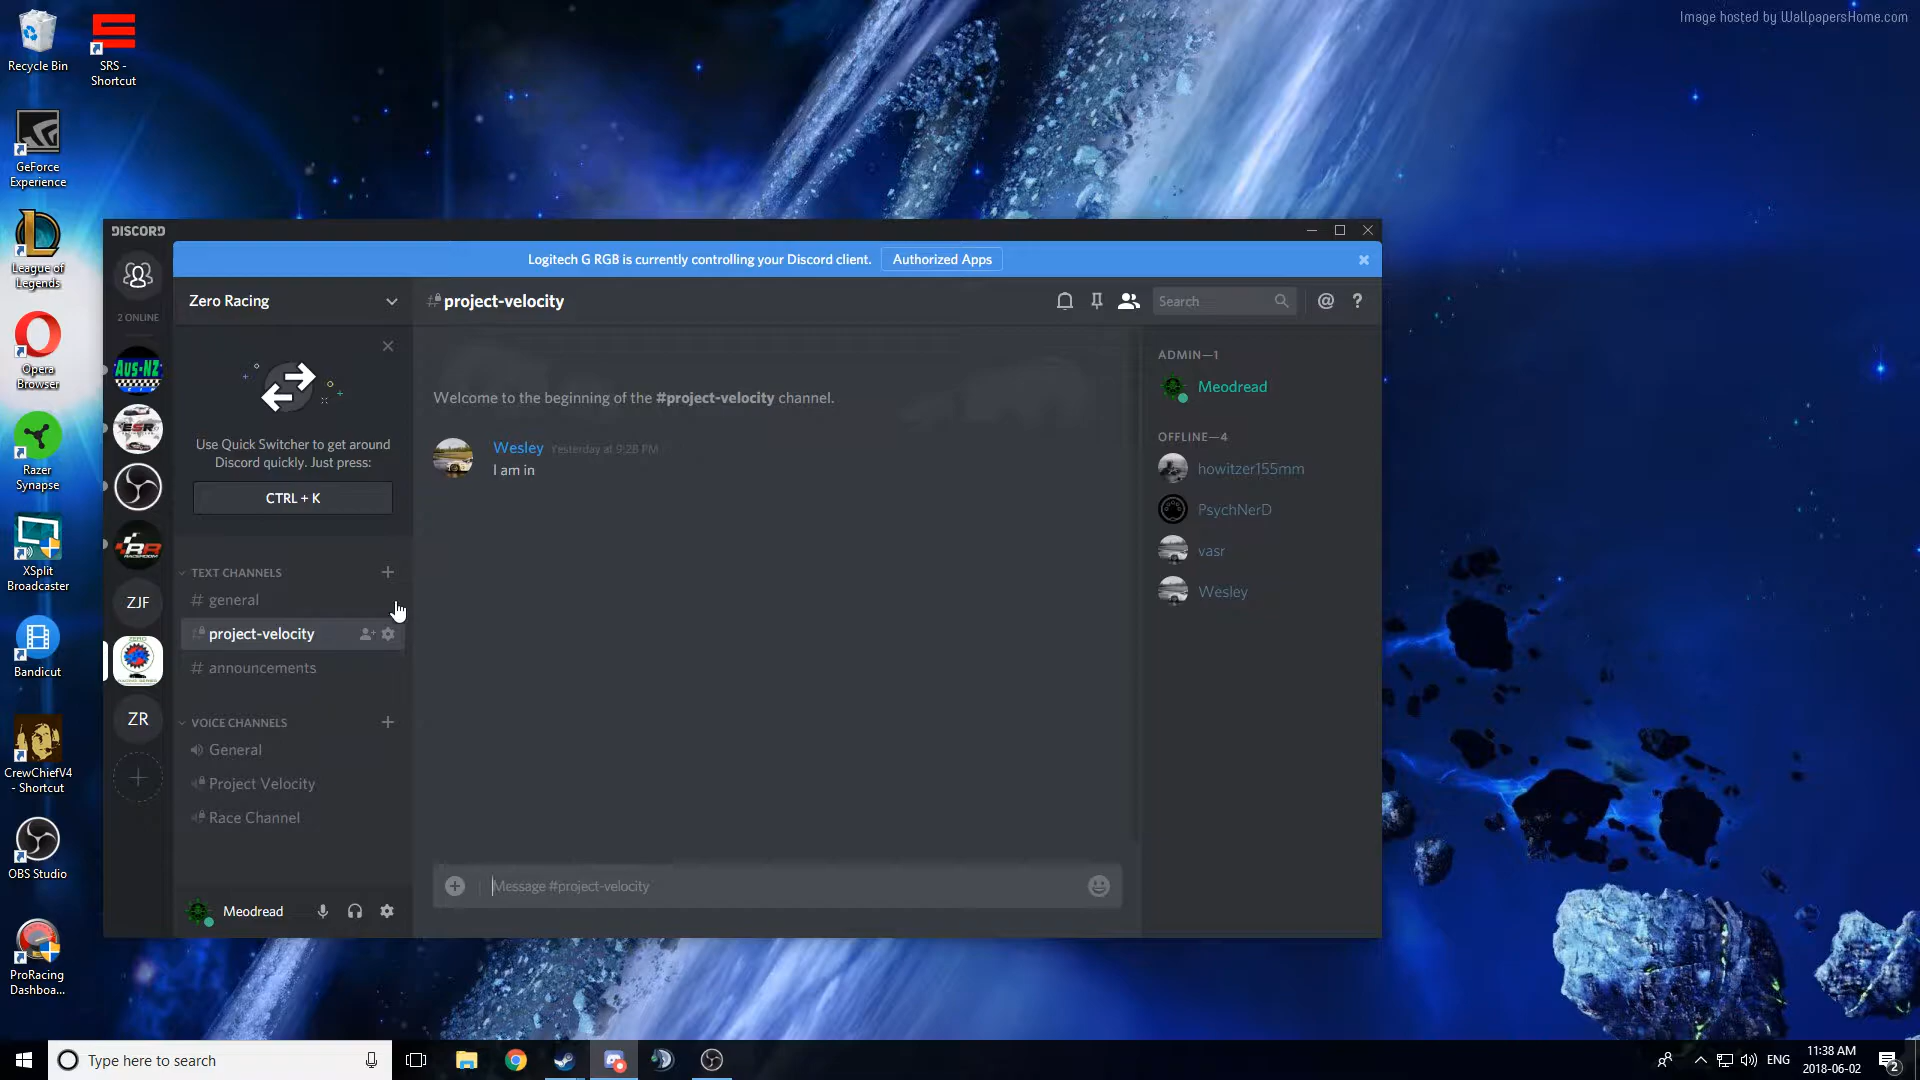 Image hosted by WallpapersHome.com
Recycle Bin
SRS -
Shortcut
GeForce
Experience
League of
Legends
Opera
Browser
Razer
Synapse
XSplit
Broadcaster
Bandicut
CrewChiefV4
- Shortcut
OBS Studio
ProRacing
Dashboa...
DISCORD
Logitech G RGB is currently controlling your Discord client.
Authorized Apps
2 ONLINE
AUS-NZ
ESR
RR
ZJF
ZR
Zero Racing
Use Quick Switcher to get around
Discord quickly. Just press:
CTRL + K
TEXT CHANNELS
# general
project-velocity
# announcements
VOICE CHANNELS
General
Project Velocity
Race Channel
Meodread
project-velocity
Search
@
?
Welcome to the beginning of the #project-velocity channel.
Wesley Yesterday at 9:28 PM
I am in
Message #project-velocity
ADMIN—1
Meodread
OFFLINE—4
howitzer155mm
PsychNerD
vasr
Wesley
Type here to search
ENG
11:38 AM
2018-06-02
2